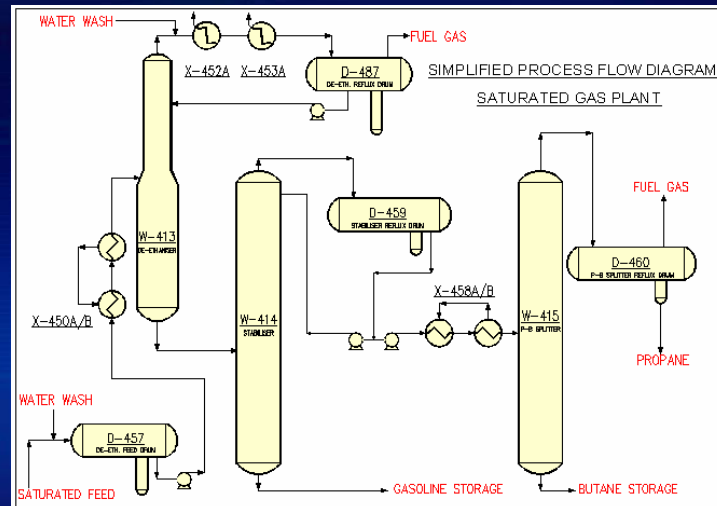 WATER WASH
FUEL GAS
X-452A X-453A
D-487
DE-ETH. REFLUX DRUM
SIMPLIFIED PROCESS FLOW DIAGRAM
SATURATED GAS PLANT
FUEL GAS
D-459
STABILISER REFLUX DRUM
W-413
DE-ETHANISER
D-460
P-B SPLITTER REFLUX DRUM
X-458A/B
W-414
STABILISER
W-415
P-B SPLITTER
X-450A/B
PROPANE
WATER WASH
D-457
DE-ETH. FEED DRUM
SATURATED FEED
GASOLINE STORAGE
BUTANE STORAGE